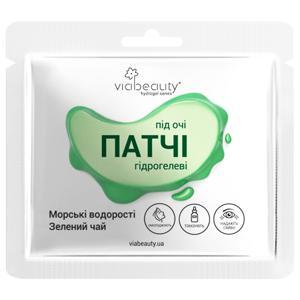 viabeauty®
hydrogel series
під очі
ПАТЧІ
гідрогелеві
Морські водорості
Зелений чай
viabeauty.ua